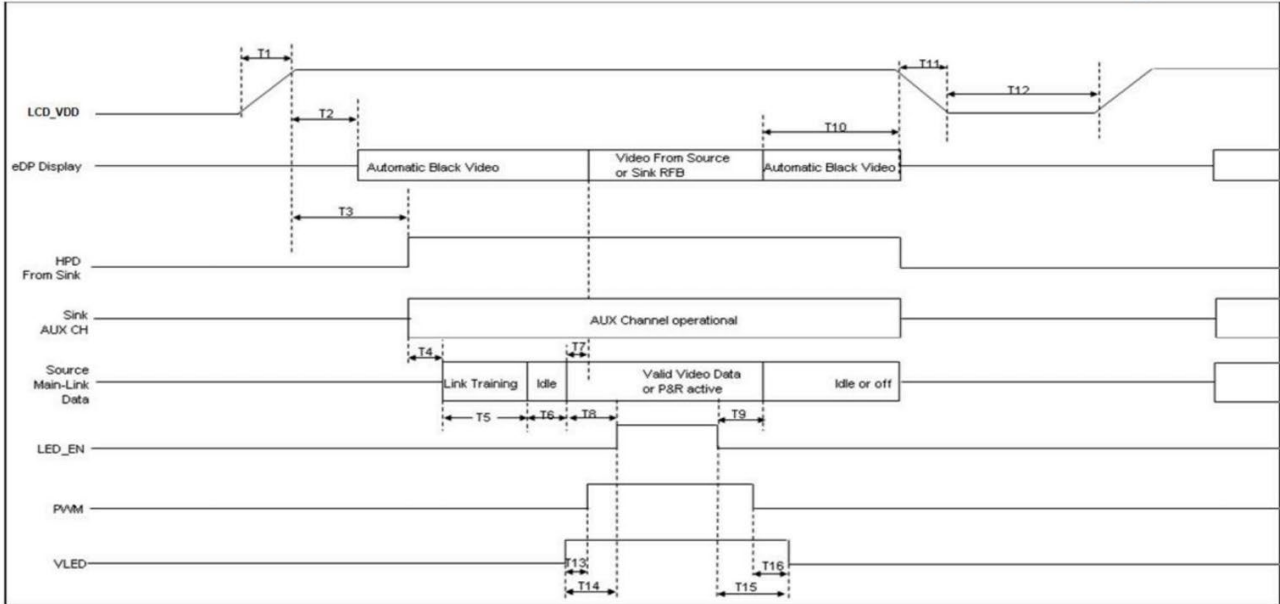 T1
T11
T12
LCD_VDD
T2
T10
eDP Display
Automatic Black Video
Video From Source
or Sink RFB
Automatic Black Video
T3
HPD
From Sink
Sink
AUX CH
AUX Channel operational
T4
T7
Source
Main-Link
Data
Link Training
Idle
Valid Video Data
or P&R active
Idle or off
T5
T6
T8
T9
LED_EN
PWM
VLED
T13
T16
T14
T15